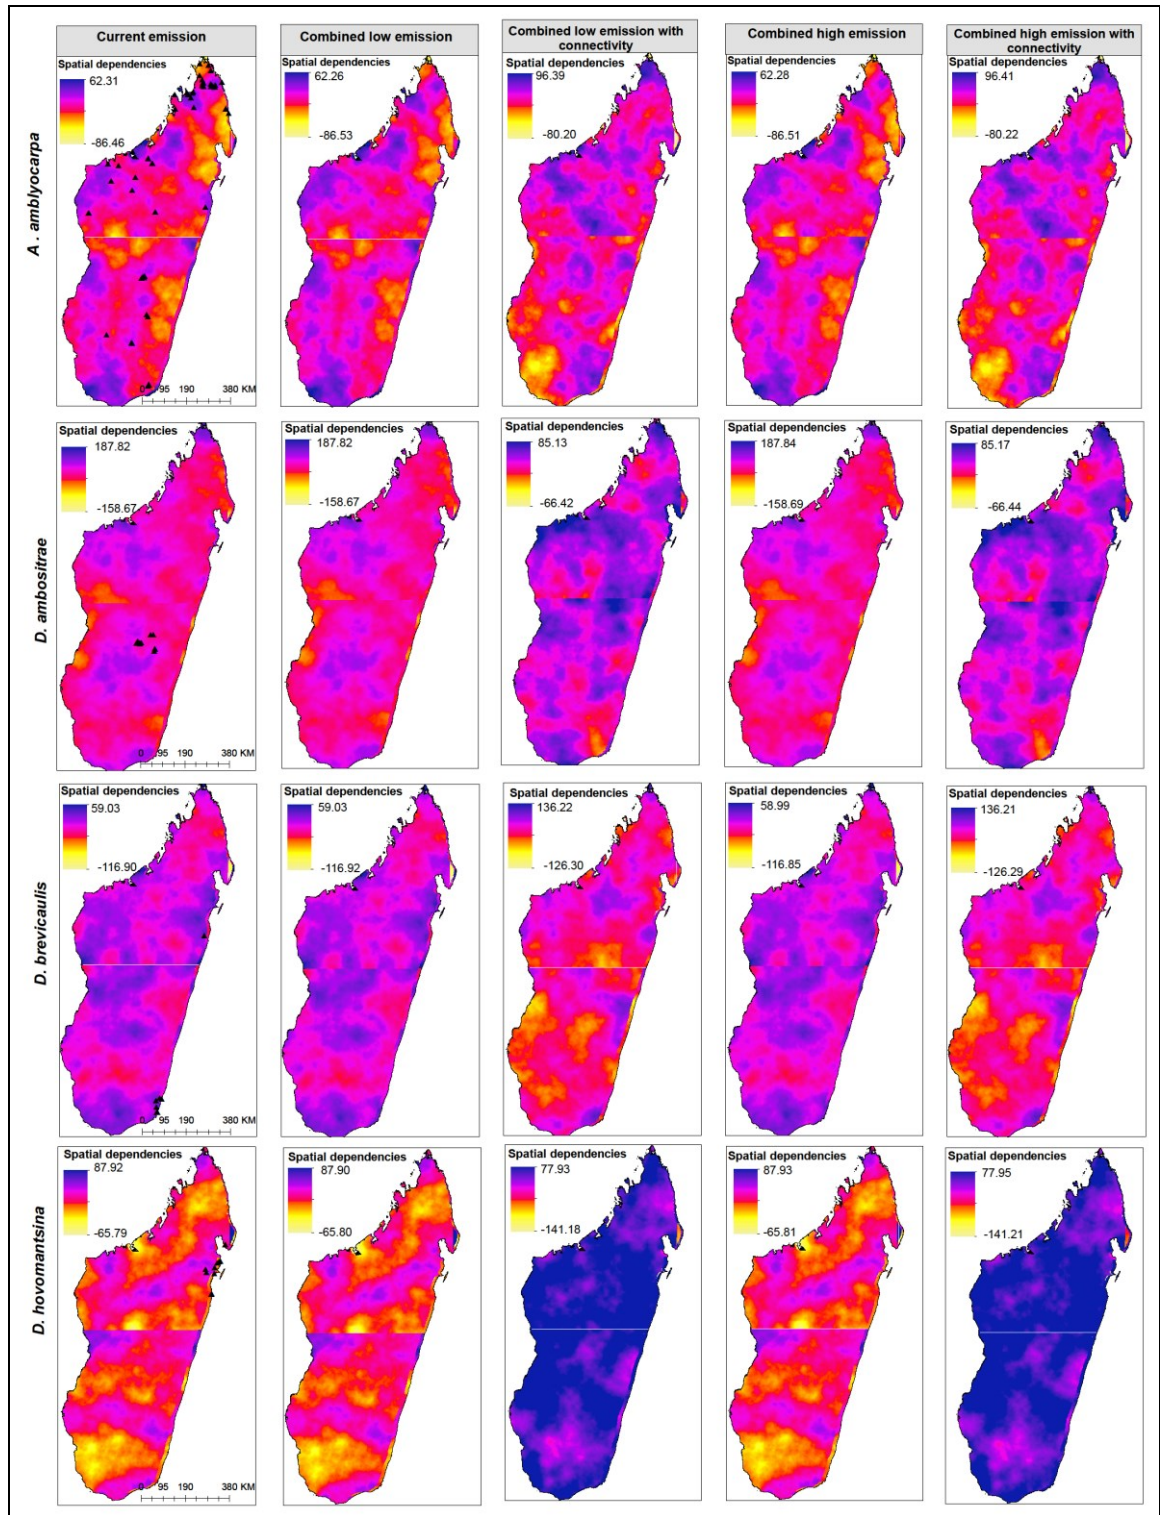 Current emission
Combined low emission
Combined low emission with
connectivity
Combined high emission
Combined high emission with
connectivity
A . amblyocarpa
Spatial dependencies
62.31
-86.46
0 95 190 380 KM
Spatial dependencies
62.26
-86.53
Spatial dependencies
96.39
-80.20
Spatial dependencies
62.28
-86.51
Spatial dependencies
96.41
-80.22
D. ambositrae
Spatial dependencies
187.82
-158.67
0 95 190 380 KM
Spatial dependencies
187.82
-158.67
Spatial dependencies
85.13
-66.42
Spatial dependencies
187.84
-158.69
Spatial dependencies
85.17
-66.44
D. brevicaulis
Spatial dependencies
59.03
-116.90
0 95 190 380 KM
Spatial dependencies
59.03
-116.92
Spatial dependencies
136.22
-126.30
Spatial dependencies
58.99
-116.85
Spatial dependencies
136.21
-126.29
D. hovomantsina
Spatial dependencies
87.92
-65.79
0 95 190 380 KM
Spatial dependencies
87.90
-65.80
Spatial dependencies
77.93
-141.18
Spatial dependencies
87.93
-65.81
Spatial dependencies
77.95
-141.21